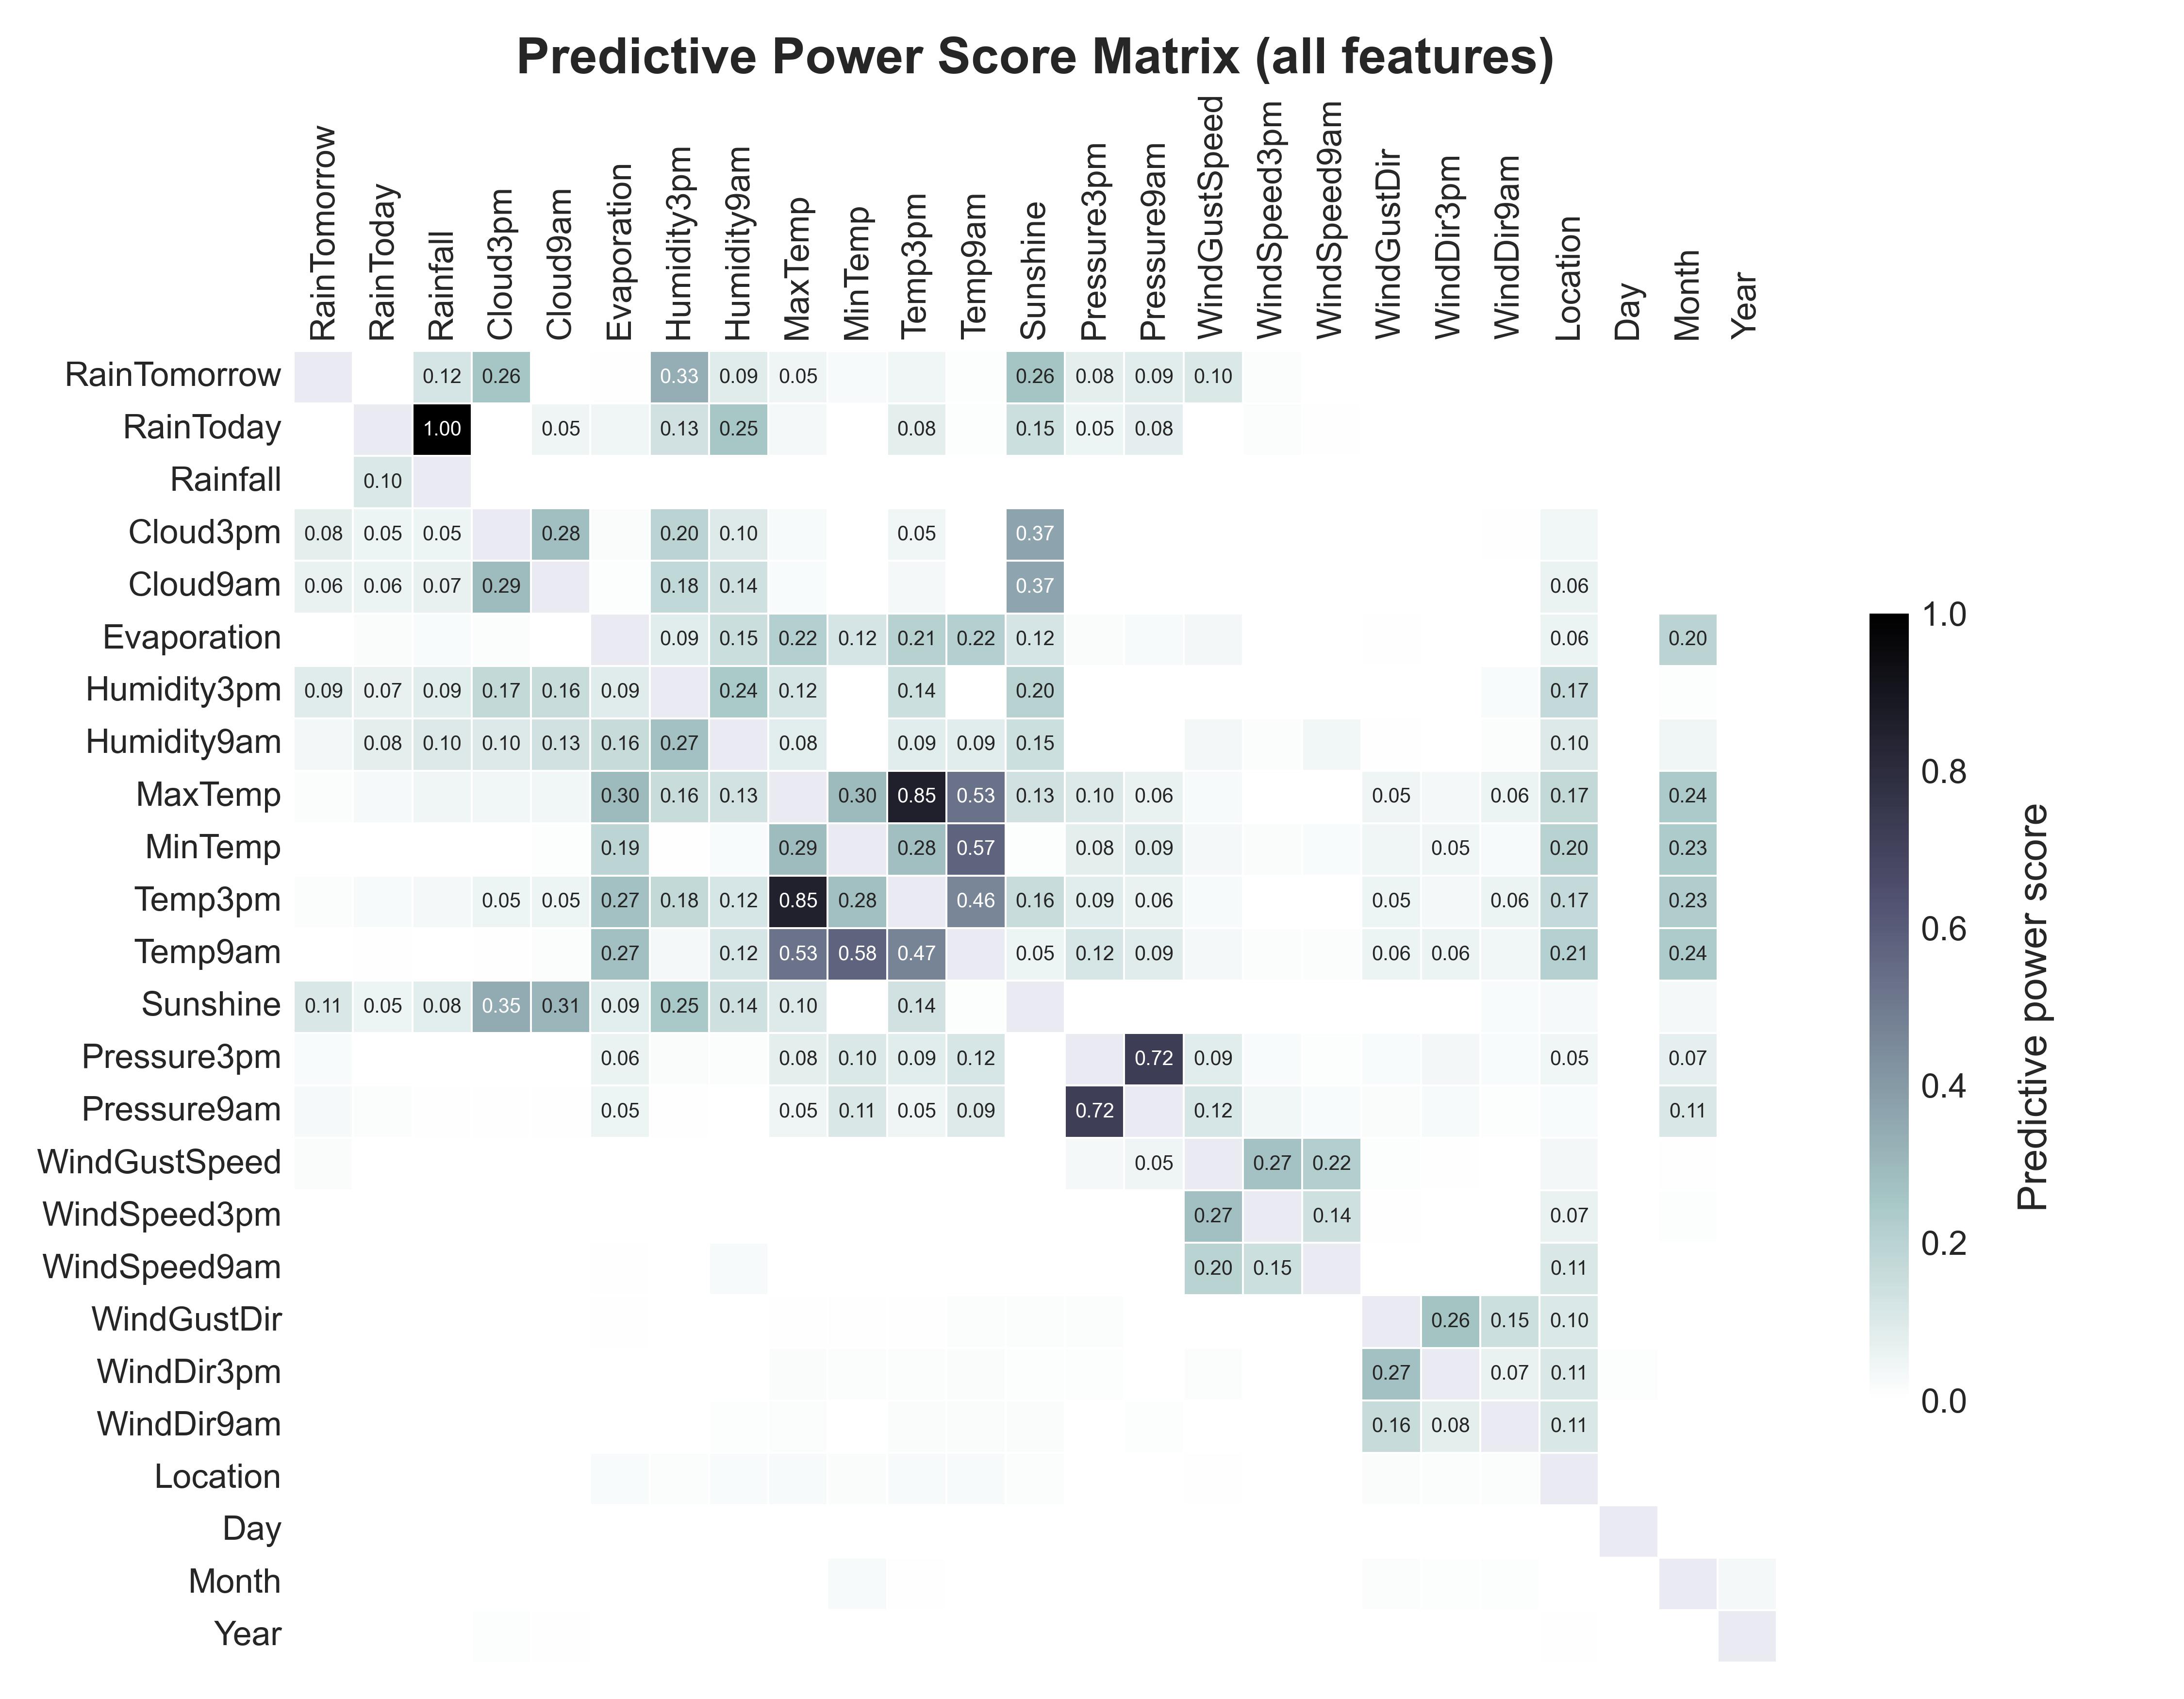 Predictive Power Score Matrix (all features)
RainTomorrow RainToday Rainfall Cloud3pm Cloud9am Evaporation Humidity3pm Humidity9am MaxTemp MinTemp Temp3pm Temp9am Sunshine Pressure3pm Pressure9am WindGustSpeed WindSpeed3pm WindSpeed9am WindGustDir WindDir3pm WindDir9am Location Day Month Year
RainTomorrow 0.12 0.26 0.33 0.09 0.05 0.26 0.08 0.09 0.10
RainToday 1.00 0.05 0.13 0.25 0.08 0.15 0.05 0.08
Rainfall 0.10
Cloud3pm 0.08 0.05 0.05 0.28 0.20 0.10 0.05 0.37
Cloud9am 0.06 0.06 0.07 0.29 0.18 0.14 0.37 0.06
Evaporation 0.09 0.15 0.22 0.12 0.21 0.22 0.12 0.06 0.20
Humidity3pm 0.09 0.07 0.09 0.17 0.16 0.09 0.24 0.12 0.14 0.20 0.17
Humidity9am 0.08 0.10 0.10 0.13 0.16 0.27 0.08 0.09 0.09 0.15 0.10
MaxTemp 0.30 0.16 0.13 0.30 0.85 0.53 0.13 0.10 0.06 0.05 0.06 0.17 0.24
MinTemp 0.19 0.29 0.28 0.57 0.08 0.09 0.05 0.20 0.23
Temp3pm 0.05 0.05 0.27 0.18 0.12 0.85 0.28 0.46 0.16 0.09 0.06 0.05 0.06 0.17 0.23
Temp9am 0.27 0.12 0.53 0.58 0.47 0.05 0.12 0.09 0.06 0.06 0.21 0.24
Sunshine 0.11 0.05 0.08 0.35 0.31 0.09 0.25 0.14 0.10 0.14
Pressure3pm 0.06 0.08 0.10 0.09 0.12 0.72 0.09 0.05 0.07
Pressure9am 0.05 0.05 0.11 0.05 0.09 0.72 0.12 0.11
WindGustSpeed 0.05 0.27 0.22
WindSpeed3pm 0.27 0.14 0.07
WindSpeed9am 0.20 0.15 0.11
WindGustDir 0.26 0.15 0.10
WindDir3pm 0.27 0.07 0.11
WindDir9am 0.16 0.08 0.11
Location
Day
Month
Year
1.0
0.8
0.6
0.4
0.2
0.0
Predictive power score